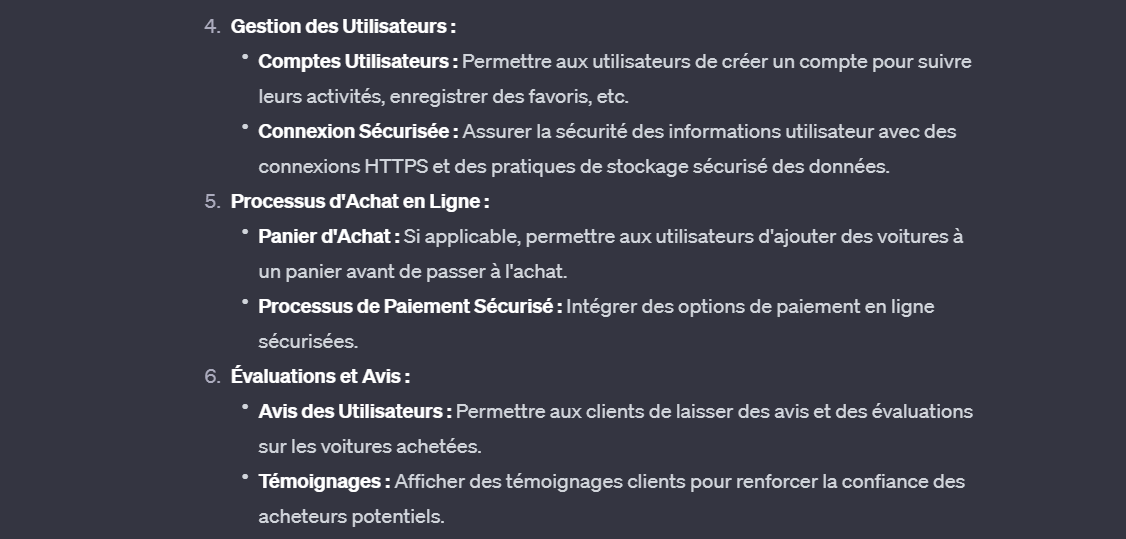 4. Gestion des Utilisateurs :
• Comptes Utilisateurs : Permettre aux utilisateurs de créer un compte pour suivre
leurs activités, enregistrer des favoris, etc.
• Connexion Sécurisée : Assurer la sécurité des informations utilisateur avec des
connexions HTTPS et des pratiques de stockage sécurisé des données.
5. Processus d'Achat en Ligne :
• Panier d'Achat : Si applicable, permettre aux utilisateurs d'ajouter des voitures à
un panier avant de passer à l'achat.
• Processus de Paiement Sécurisé : Intégrer des options de paiement en ligne
sécurisées.
6. Évaluations et Avis :
• Avis des Utilisateurs : Permettre aux clients de laisser des avis et des évaluations
sur les voitures achetées.
• Témoignages : Afficher des témoignages clients pour renforcer la confiance des
acheteurs potentiels.